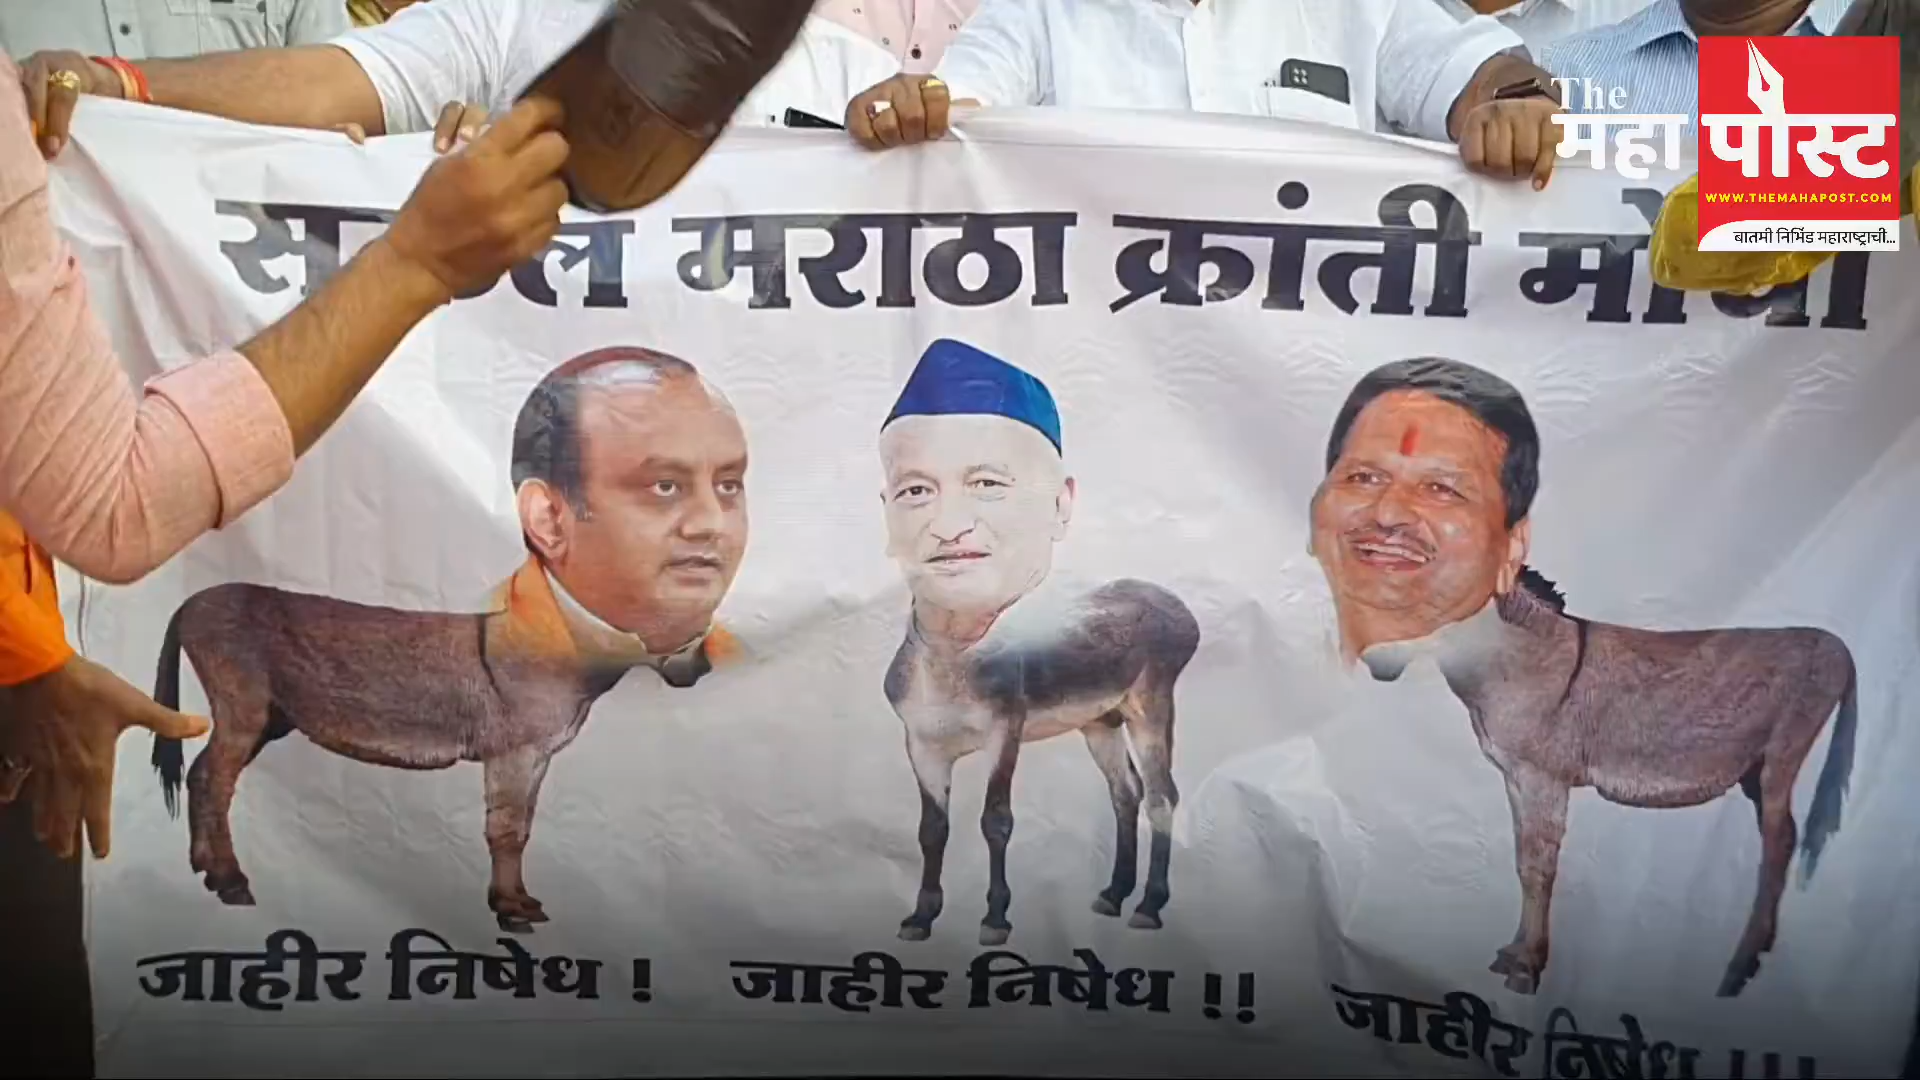 The
महा पोस्ट
WWW.THEMAHAPOST.COM
बातमी निर्भिड महाराष्ट्राची...
मराठा क्रांती
जाहीर निषेध ! जाहीर निषेध !! जाहीर निषेध !!!